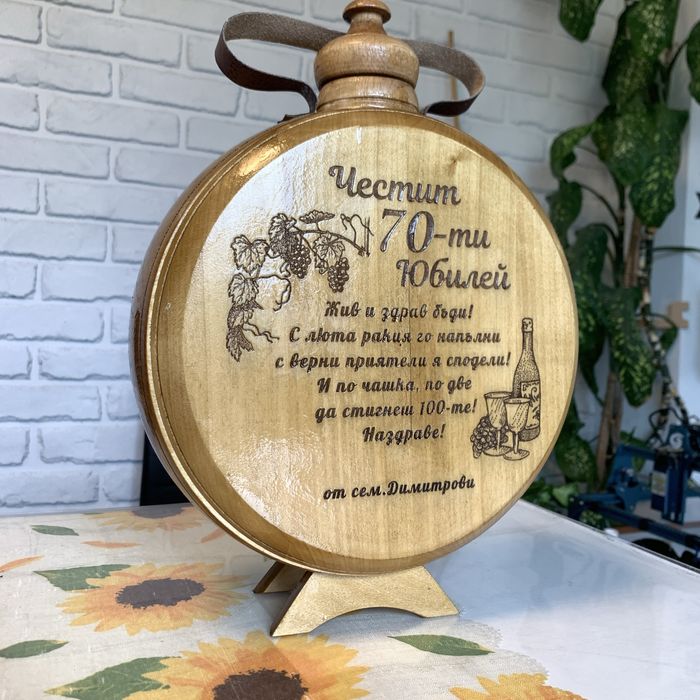 Честит
70-ти
Юбилей
Жив и здрав бъди!
С люта ракия го напълни
с верни приятели я сподели!
И по чашка, по две
да стигнеш 100-те!
Наздраве!
от сем.Димитрови